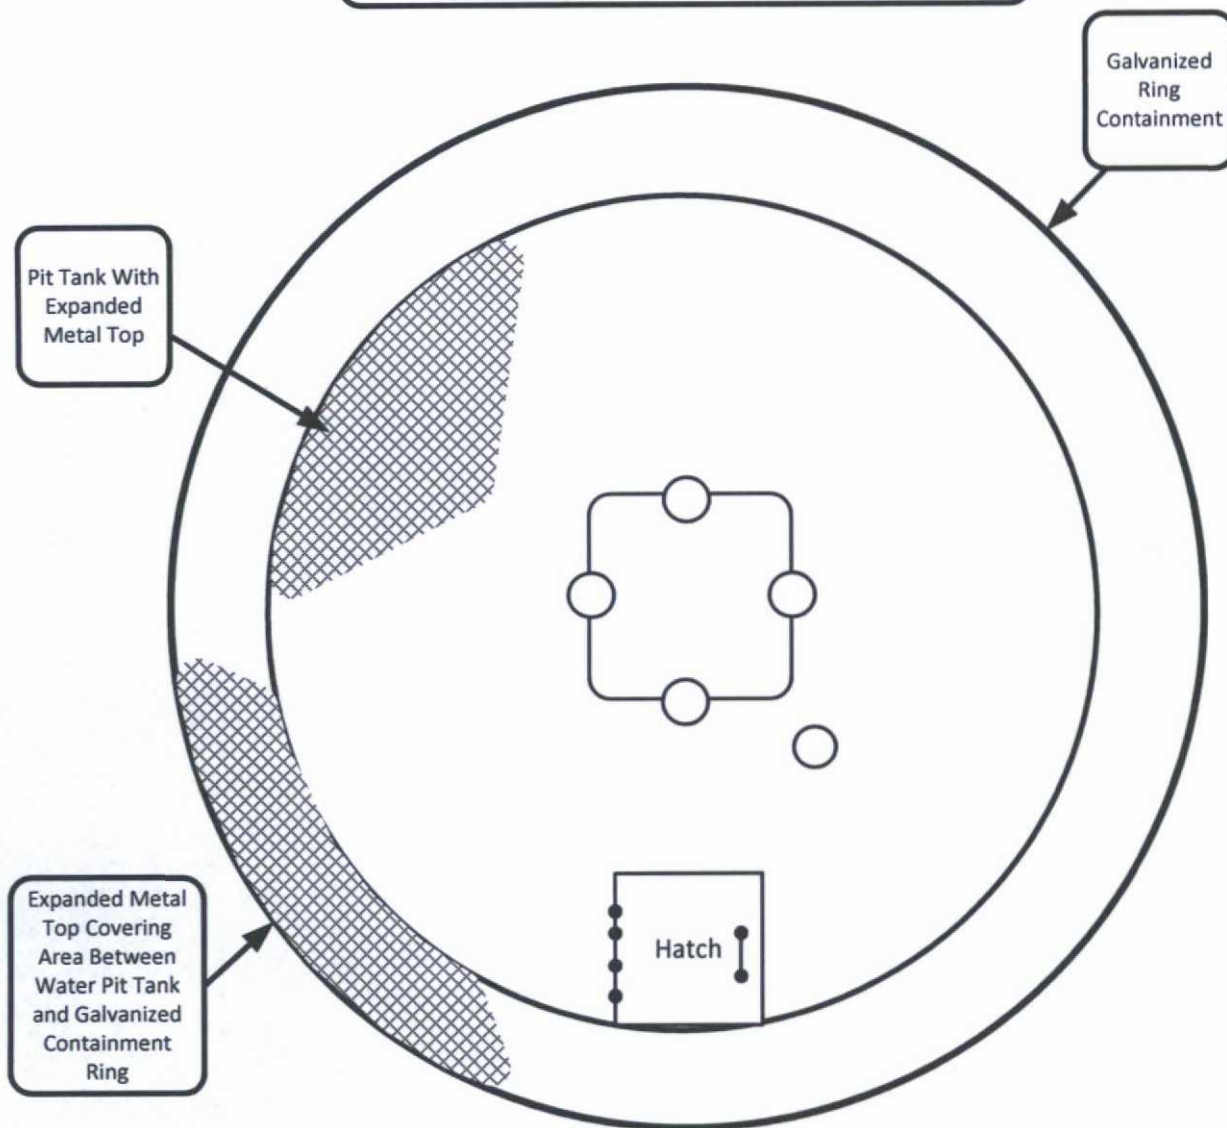 Galvanized
Ring
Containment
Pit Tank With
Expanded
Metal Top
Expanded Metal
Top Covering
Area Between
Water Pit Tank
and Galvanized
Containment
Ring
Hatch